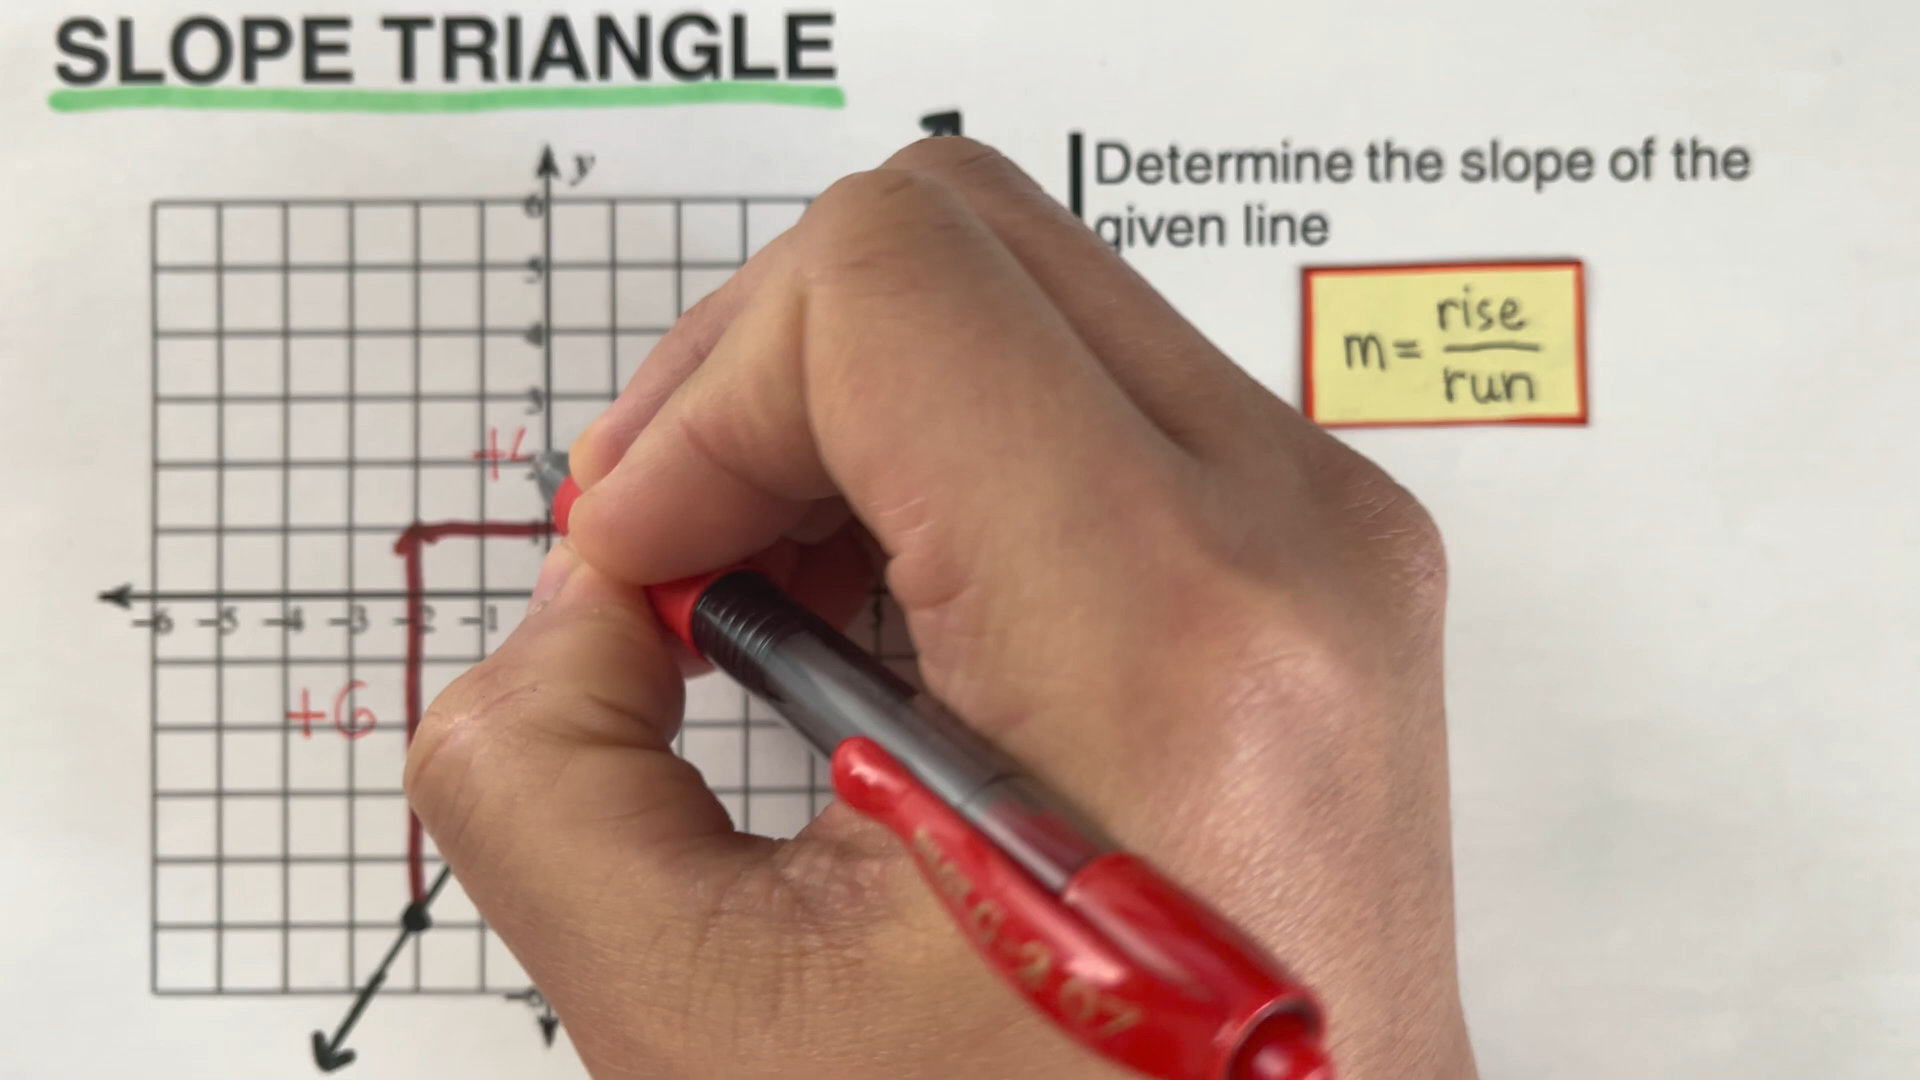 SLOPE TRIANGLE
y
Determine the slope of the
given line
6
5
m = rise
run
4
3
+
-6 -5 -4 -3 -2 -1
+6
-6